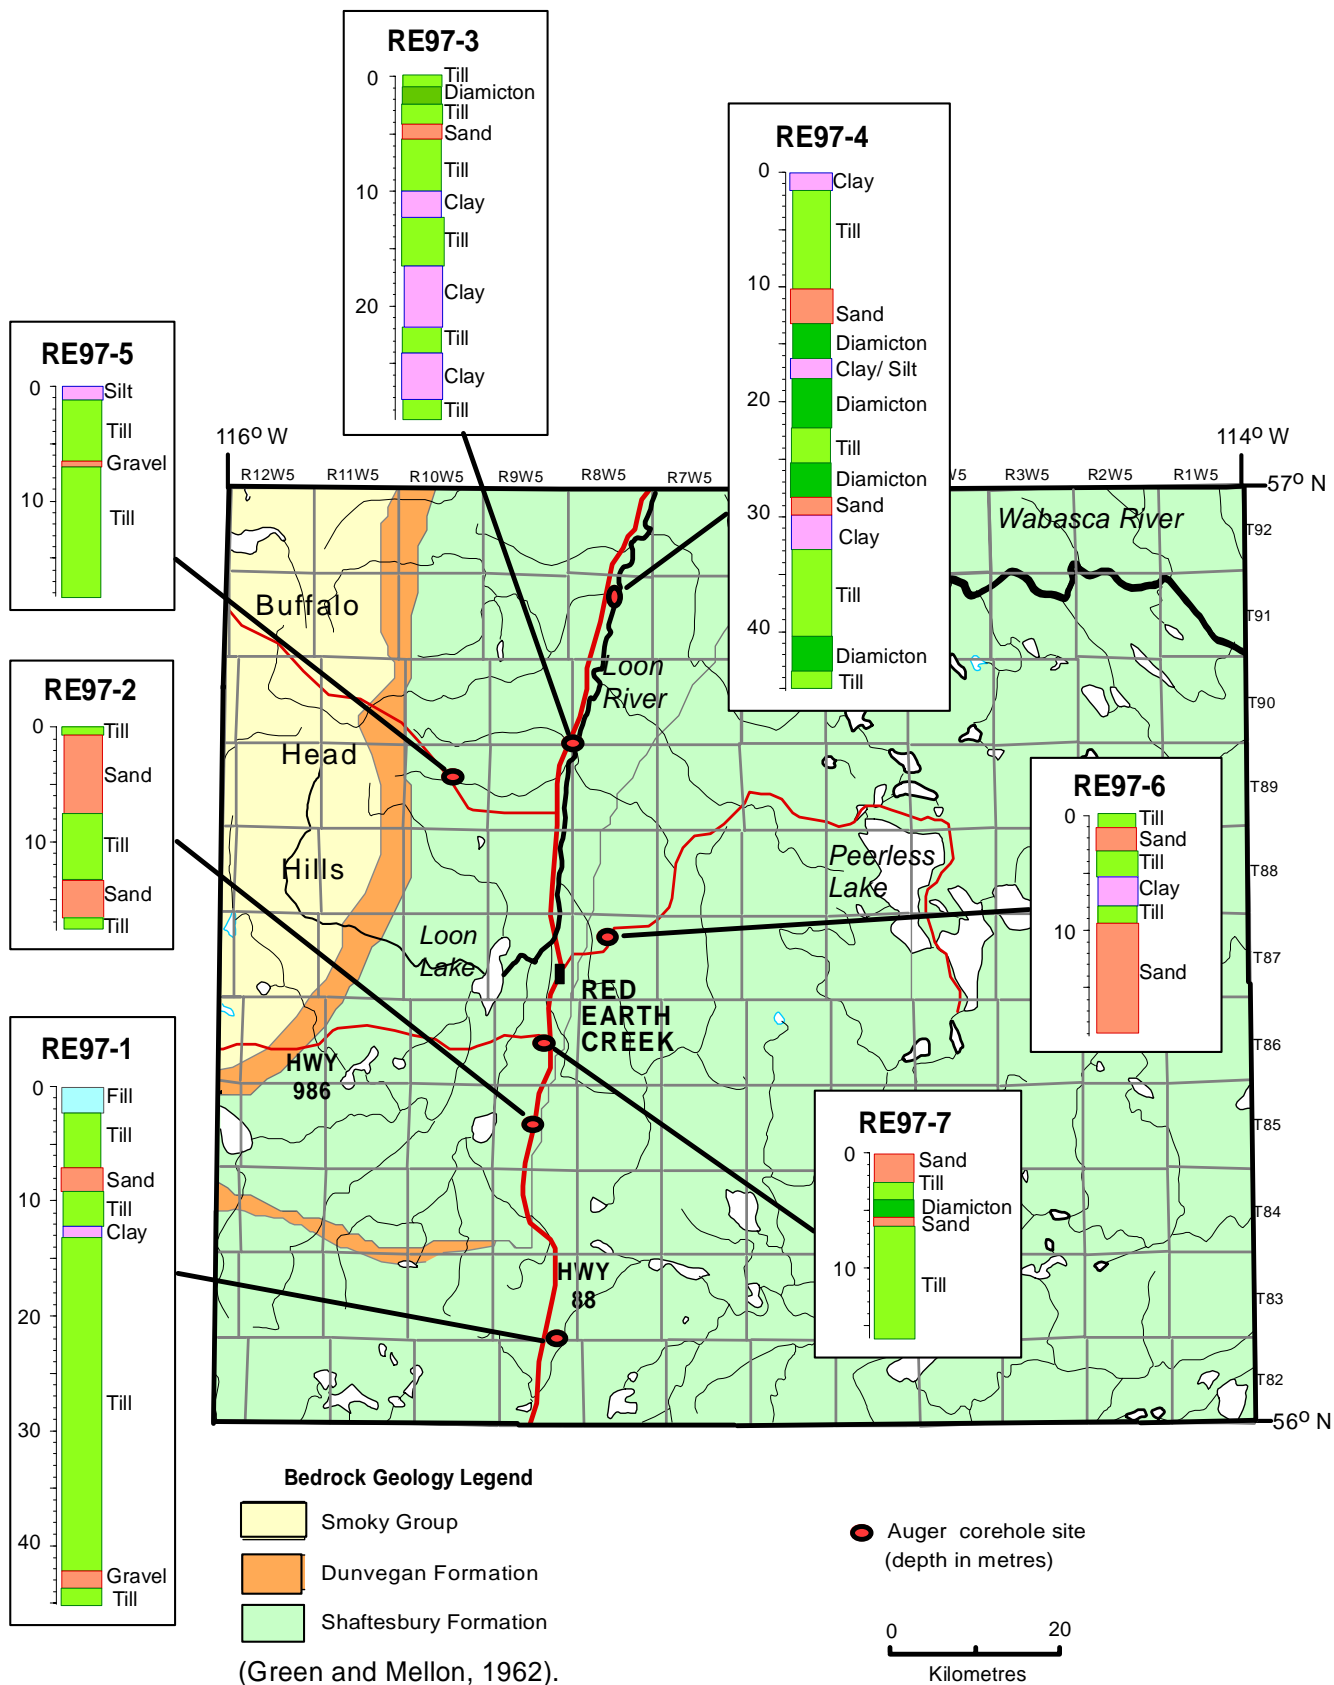 RE97-3
0
Till
Diamicton
Till
Sand
Till
10
Clay
Till
Clay
20
Till
Clay
Till
RE97-4
0
Clay
Till
10
Sand
Diamicton
Clay/ Silt
20
Diamicton
Till
Diamicton
30
Sand
Clay
Till
40
Diamicton
Till
RE97-5
0
Silt
Till
Gravel
10
Till
RE97-2
0
Till
Sand
10
Till
Sand
Till
RE97-1
0
Fill
Till
Sand
10
Till
Clay
20
Till
30
40
Gravel
Till
RE97-6
0
Till
Sand
Till
Clay
Till
10
Sand
RE97-7
0
Sand
Till
Diamicton
Sand
10
Till
116o W
114o W
57o N
56o N
R12W5
R11W5
R10W5
R9W5
R8W5
R7W5
W5
R3W5
R2W5
R1W5
T92
T91
T90
T89
T88
T87
T86
T85
T84
T83
T82
Wabasca River
Buffalo
Head
Hills
Loon
River
Peerless
Lake
Loon
Lake
RED
EARTH
CREEK
HWY
986
HWY
88
Bedrock Geology Legend
Smoky Group
Dunvegan Formation
Shaftesbury Formation
(Green and Mellon, 1962).
Auger corehole site
(depth in metres)
0 20
Kilometres